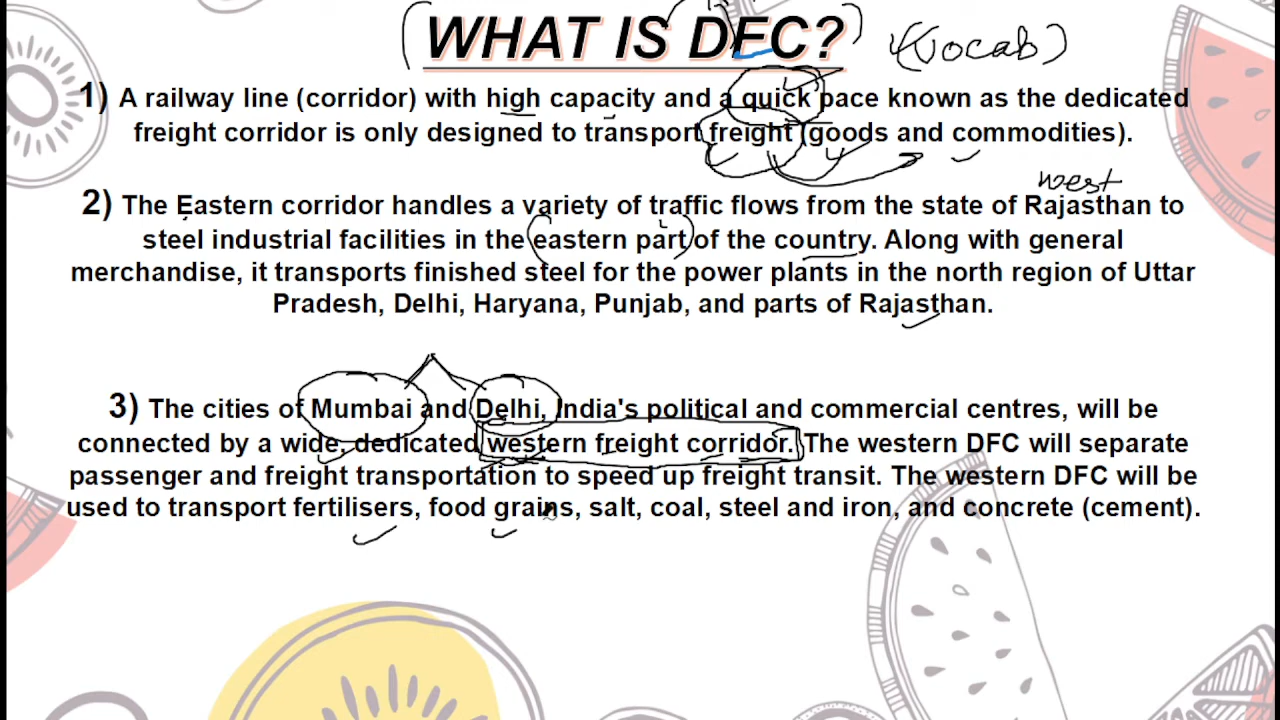 WHAT IS DFC?
(Vocab)
1) A railway line (corridor) with high capacity and a quick pace known as the dedicated
freight corridor is only designed to transport freight (goods and commodities).
west
2) The Eastern corridor handles a variety of traffic flows from the state of Rajasthan to
steel industrial facilities in the eastern part of the country. Along with general
merchandise, it transports finished steel for the power plants in the north region of Uttar
Pradesh, Delhi, Haryana, Punjab, and parts of Rajasthan.
3) The cities of Mumbai and Delhi, India's political and commercial centres, will be
connected by a wide, dedicated western freight corridor. The western DFC will separate
passenger and freight transportation to speed up freight transit. The western DFC will be
used to transport fertilisers, food grains, salt, coal, steel and iron, and concrete (cement).